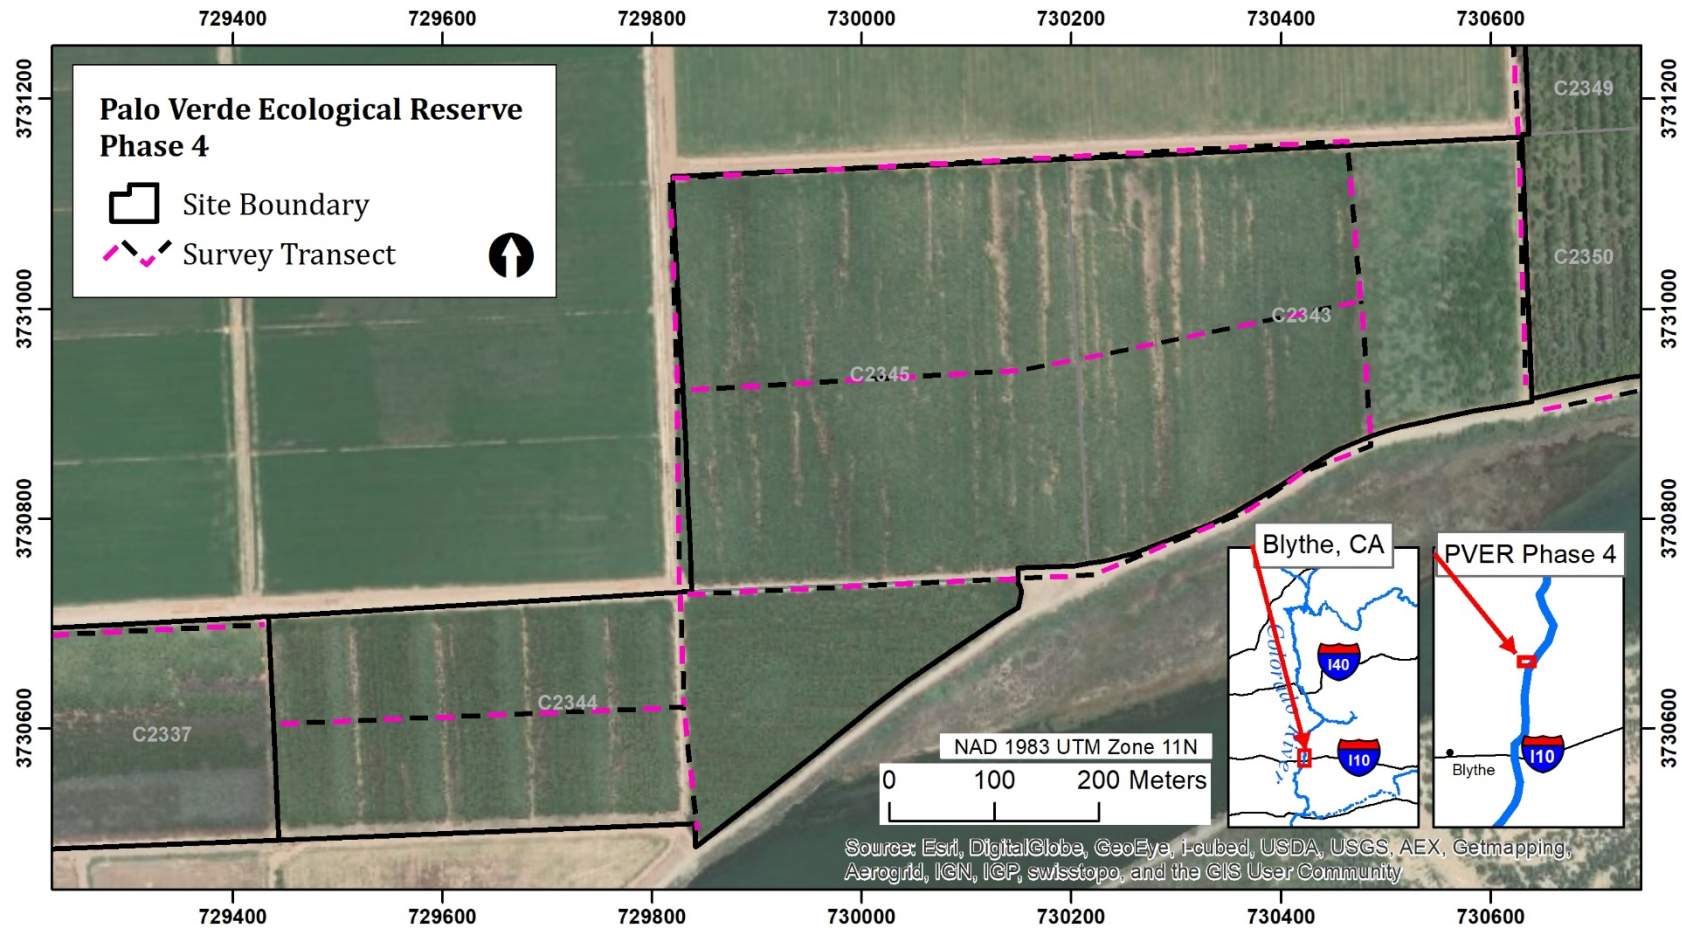 729400 729600 729800 730000 730200 730400 730600
3731200
3731200
Palo Verde Ecological Reserve
Phase 4
Site Boundary
Survey Transect
C2349
C2350
3731000
3731000
C2343
C2345
3730800
3730800
Blythe, CA
PVER Phase 4
Colorado River
I40
I10
I10
Blythe
C2344
C2337
3730600
3730600
NAD 1983 UTM Zone 11N
0 100 200 Meters
Source: Esri, DigitalGlobe, GeoEye, i-cubed, USDA, USGS, AEX, Getmapping,
Aerogrid, IGN, IGP, swisstopo, and the GIS User Community
729400 729600 729800 730000 730200 730400 730600